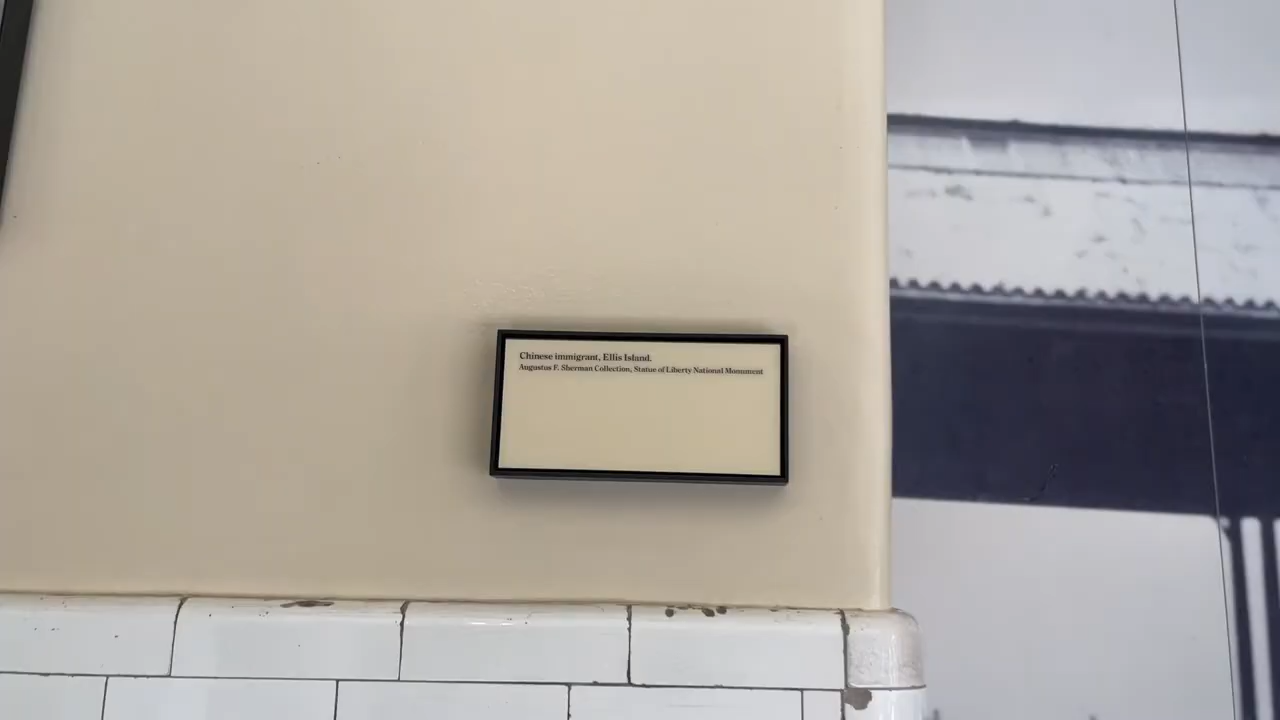 Chinese immigrant, Ellis Island.
Augustus F. Sherman Collection, Statue of Liberty National Monument